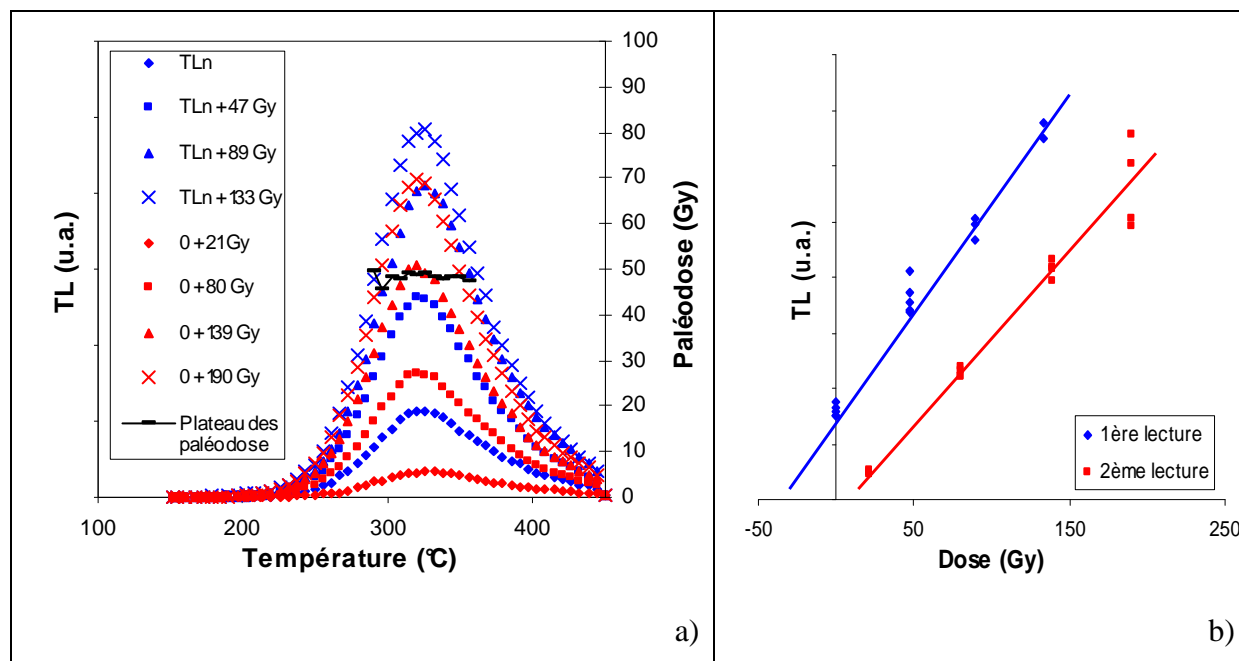 TLn
TLn +47 Gy
TLn +89 Gy
TLn +133 Gy
0 +21Gy
0 +80 Gy
0 +139 Gy
0 +190 Gy
Plateau des
paléodose
TL (u.a.)
100
200
300
400
Température (°C)
0
10
20
30
40
50
60
70
80
90
100
Paléodose (Gy)
a)
TL (u.a.)
1ère lecture
2ème lecture
-50
50
150
250
Dose (Gy)
b)